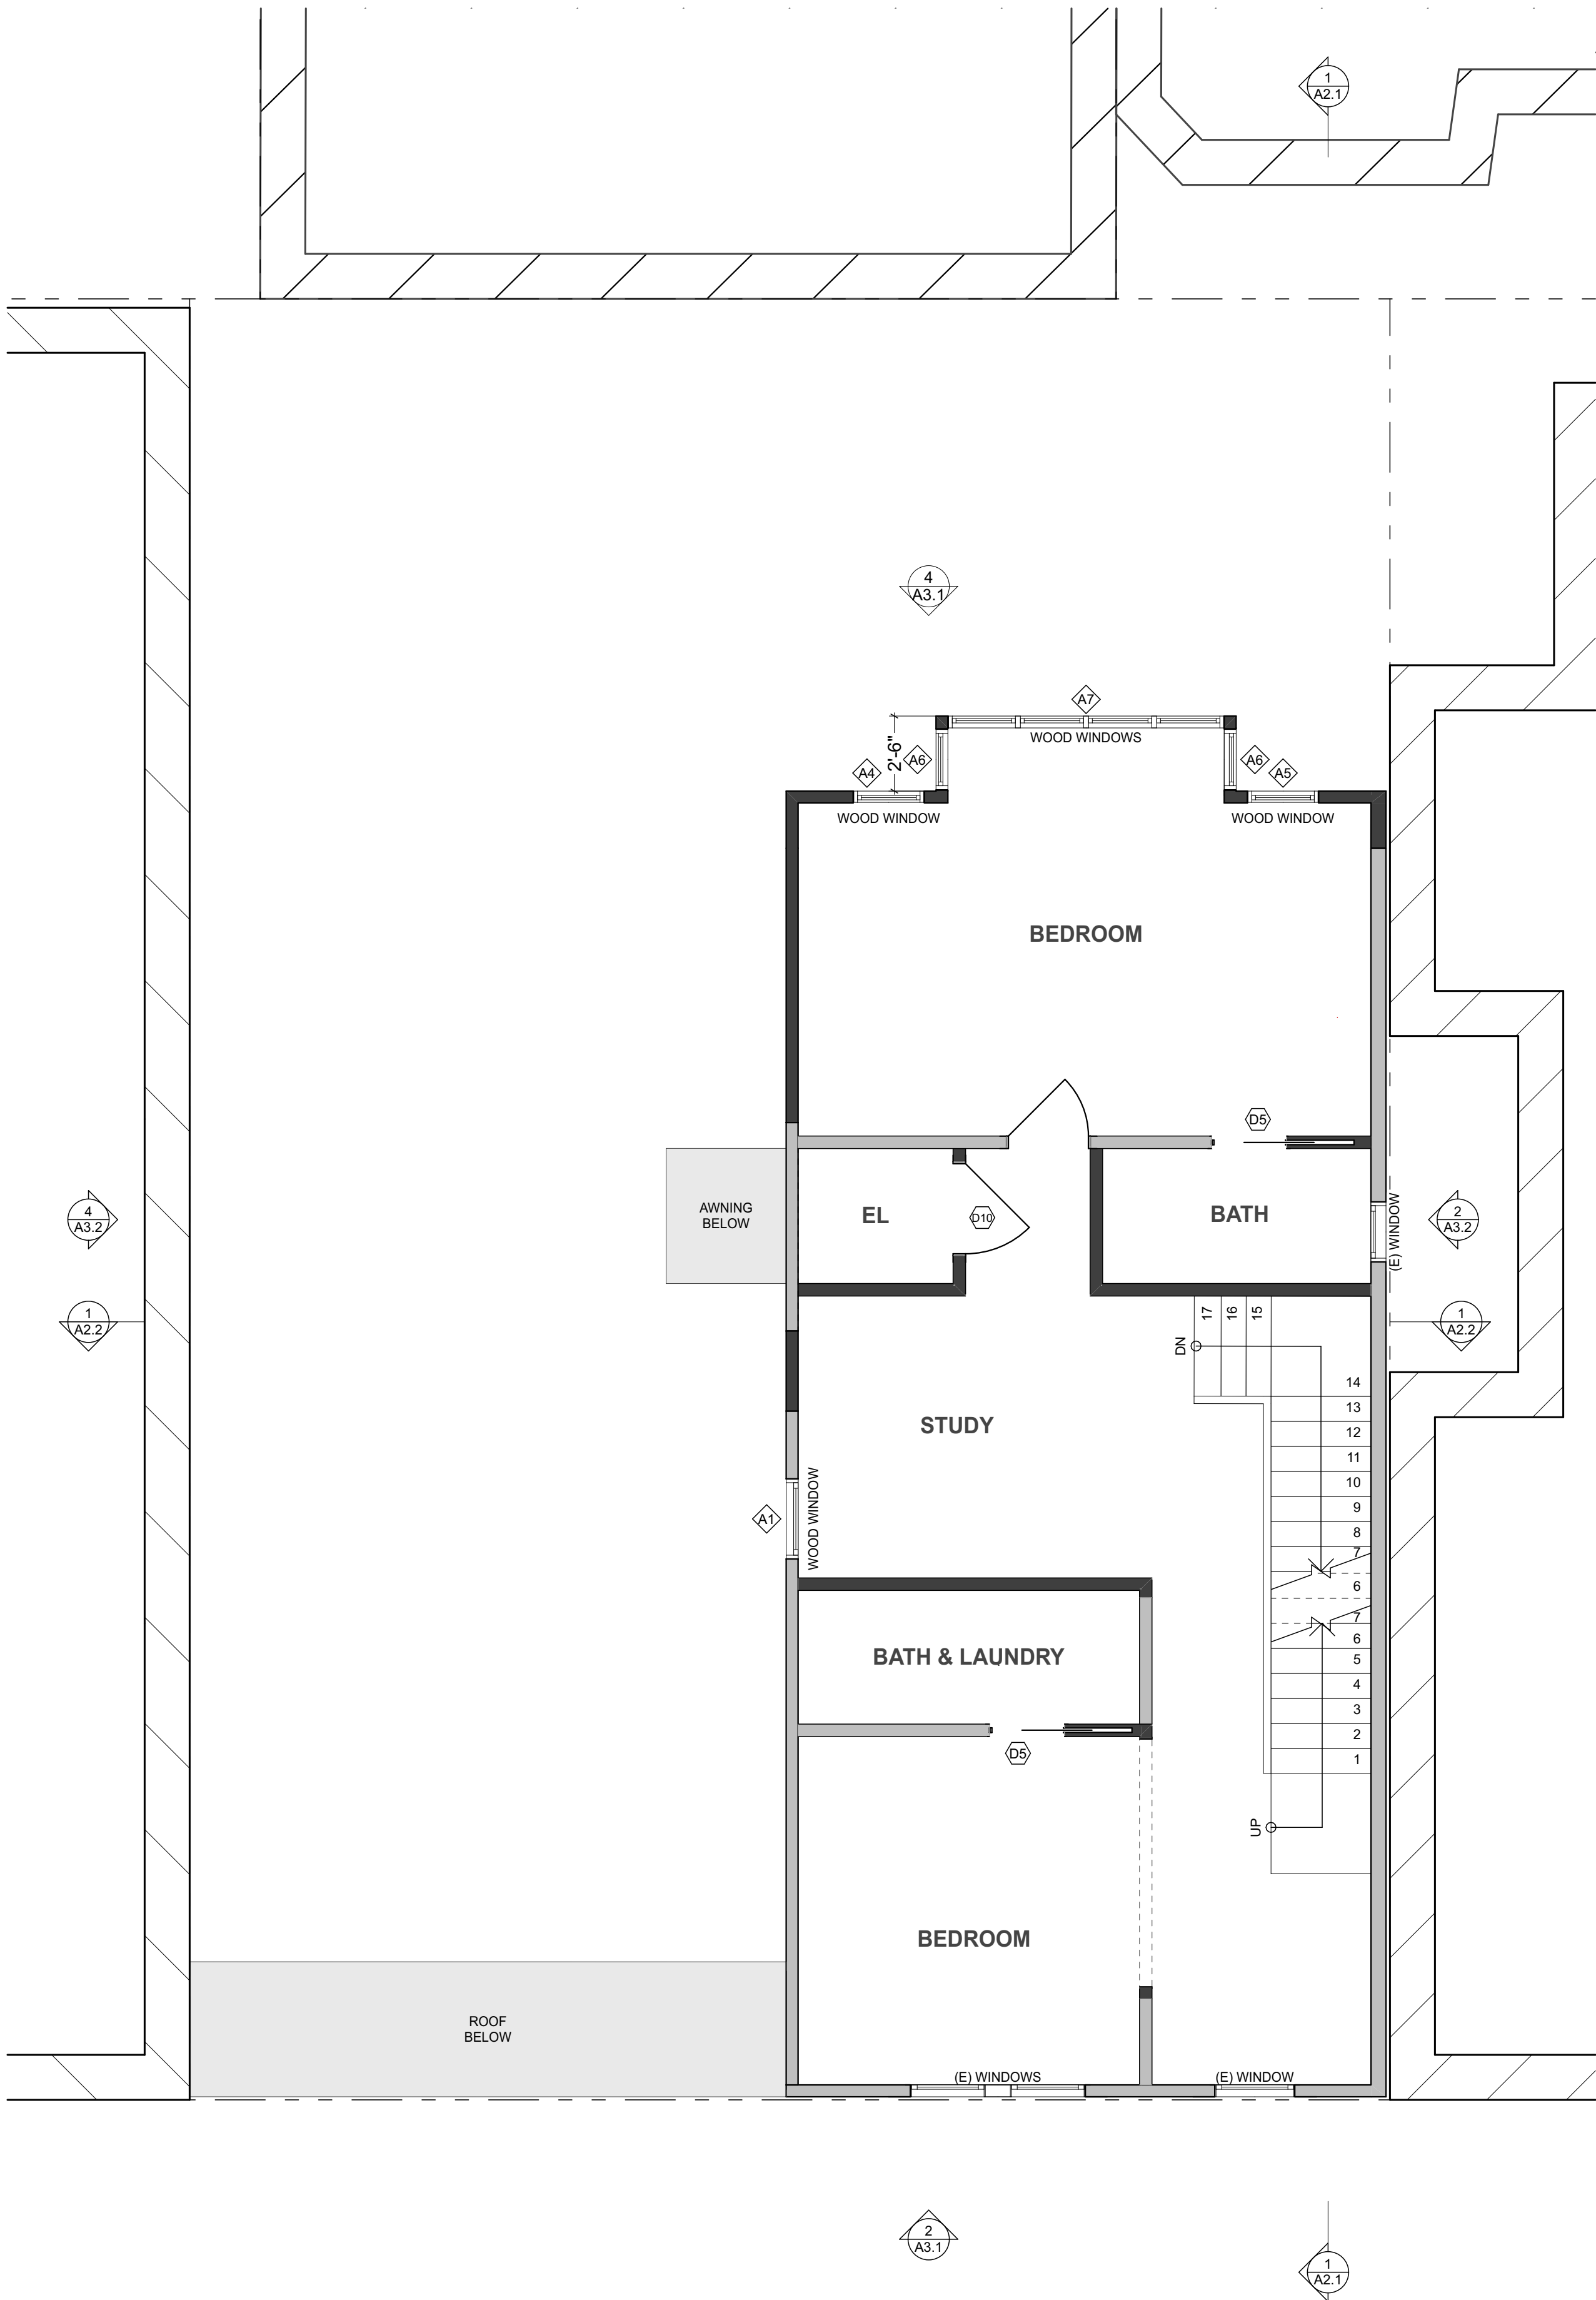 1
A2.1
4
A3.1
A7
WOOD WINDOWS
2'-6"
A6
A6
A4
A5
WOOD WINDOW
WOOD WINDOW
BEDROOM
D5
AWNING
BELOW
EL
D10
BATH
(E) WINDOW
4
A3.2
2
A3.2
1
A2.2
1
A2.2
17
16
15
DN
14
13
12
11
10
9
8
7
6
7
6
5
4
3
2
1
UP
STUDY
A1
WOOD WINDOW
BATH & LAUNDRY
D5
BEDROOM
ROOF
BELOW
(E) WINDOWS
(E) WINDOW
2
A3.1
1
A2.1